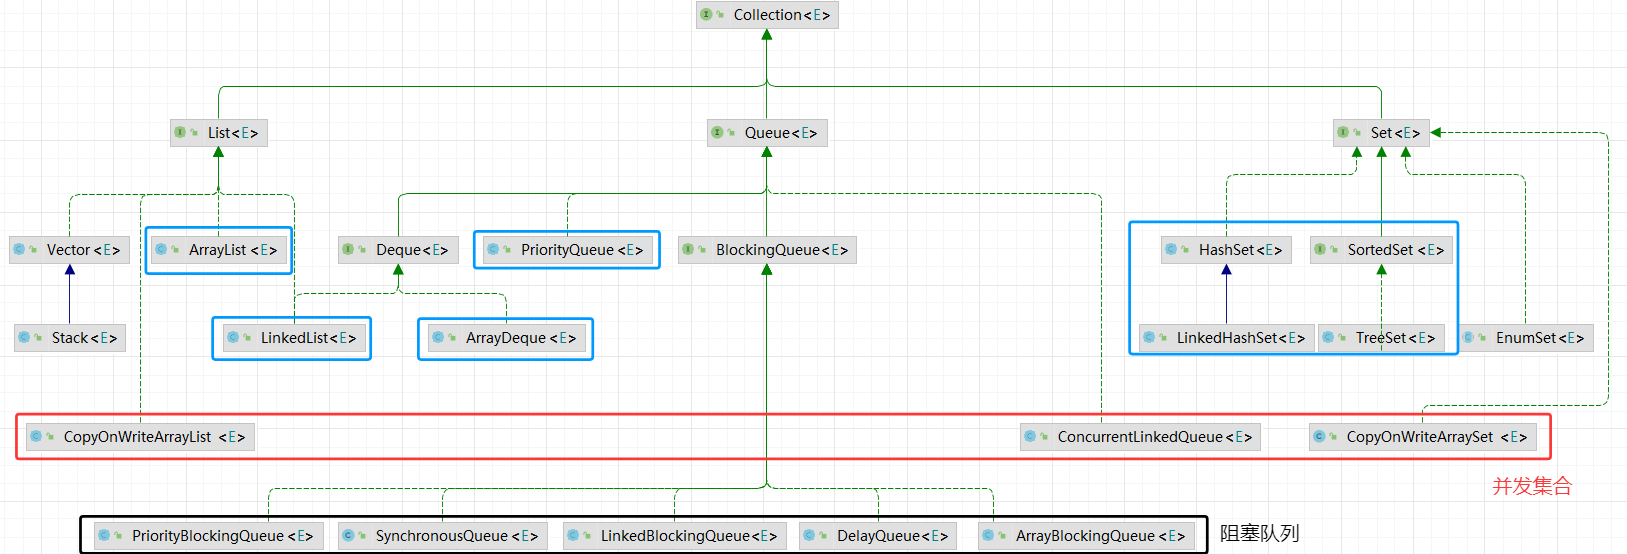 Collection<E>
List<E>
Queue<E>
Set<E>
Vector <E>
ArrayList <E>
Deque<E>
PriorityQueue <E>
BlockingQueue<E>
HashSet <E>
SortedSet <E>
Stack<E>
LinkedList<E>
ArrayDeque <E>
LinkedHashSet<E>
TreeSet<E>
EnumSet<E>
CopyOnWriteArrayList <E>
ConcurrentLinkedQueue<E>
CopyOnWriteArraySet <E>
并发集合
PriorityBlockingQueue <E>
SynchronousQueue <E>
LinkedBlockingQueue<E>
DelayQueue<E>
ArrayBlockingQueue <E>
阻塞队列